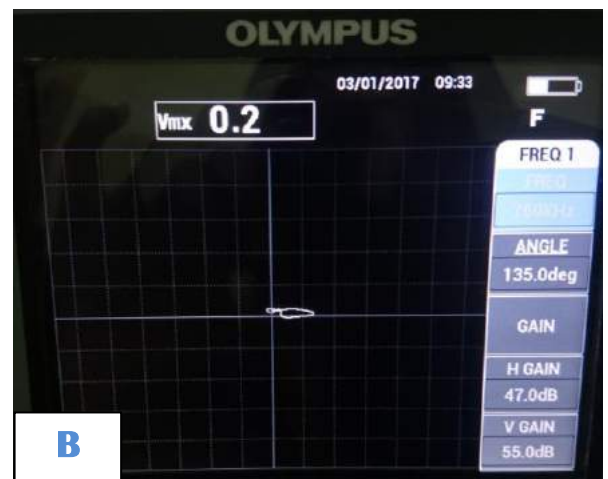 OLYMPUS
03/01/2017 09:33
Vmx 0.2
F
FREQ 1
FREQ
ANGLE
135.0deg
GAIN
H GAIN
47.0dB
V GAIN
55.0dB
B